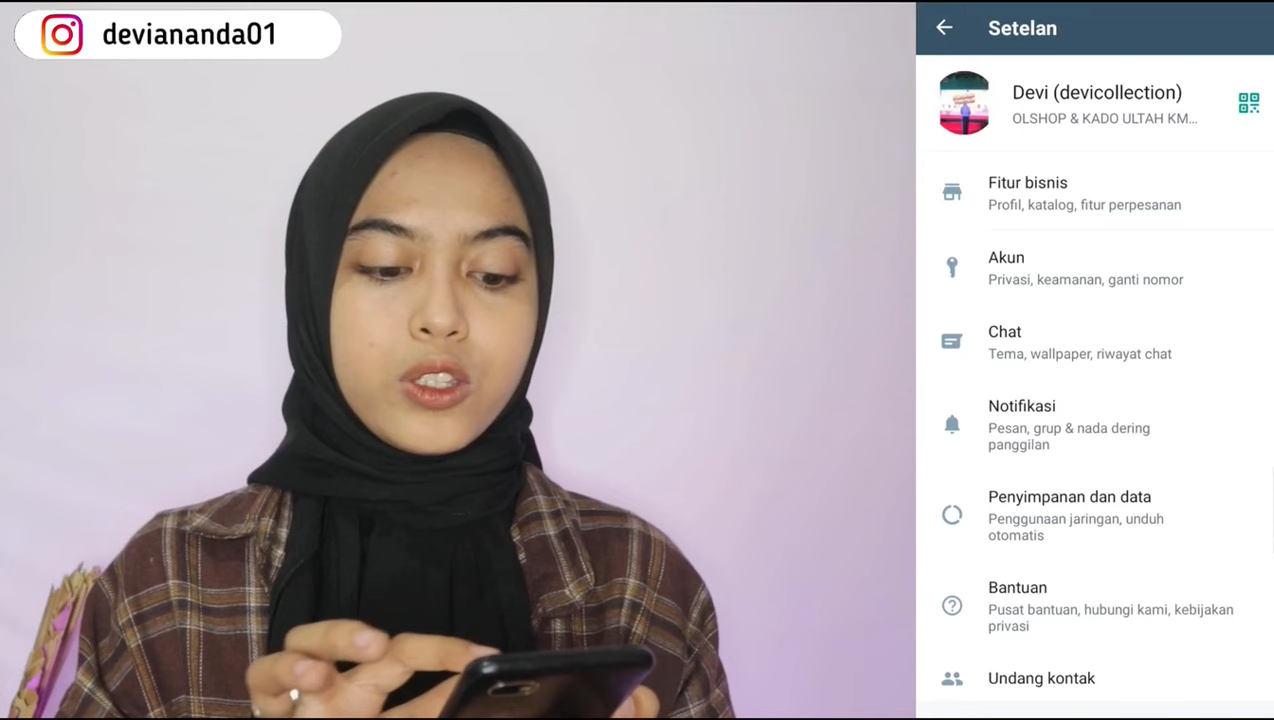 deviananda01
Setelan
Devi (devicollection)
OLSHOP & KADO ULTAH KM...
Fitur bisnis
Profil, katalog, fitur perpesanan
Akun
Privasi, keamanan, ganti nomor
Chat
Tema, wallpaper, riwayat chat
Notifikasi
Pesan, grup & nada dering
panggilan
Penyimpanan dan data
Penggunaan jaringan, unduh
otomatis
Bantuan
Pusat bantuan, hubungi kami, kebijakan
privasi
Undang kontak